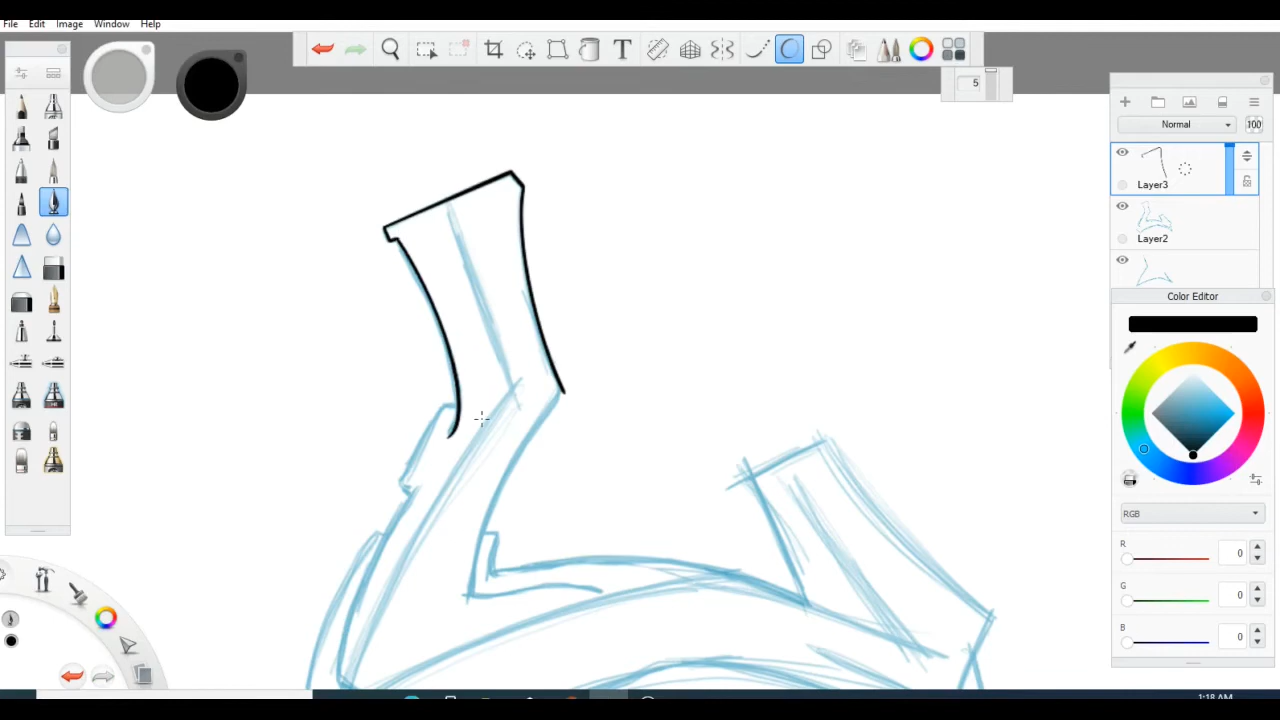 File Edit Image Window Help
T
5
Normal
100
Layer3
Layer2
Color Editor
RGB
R 0
G 0
B 0
1:18 AM